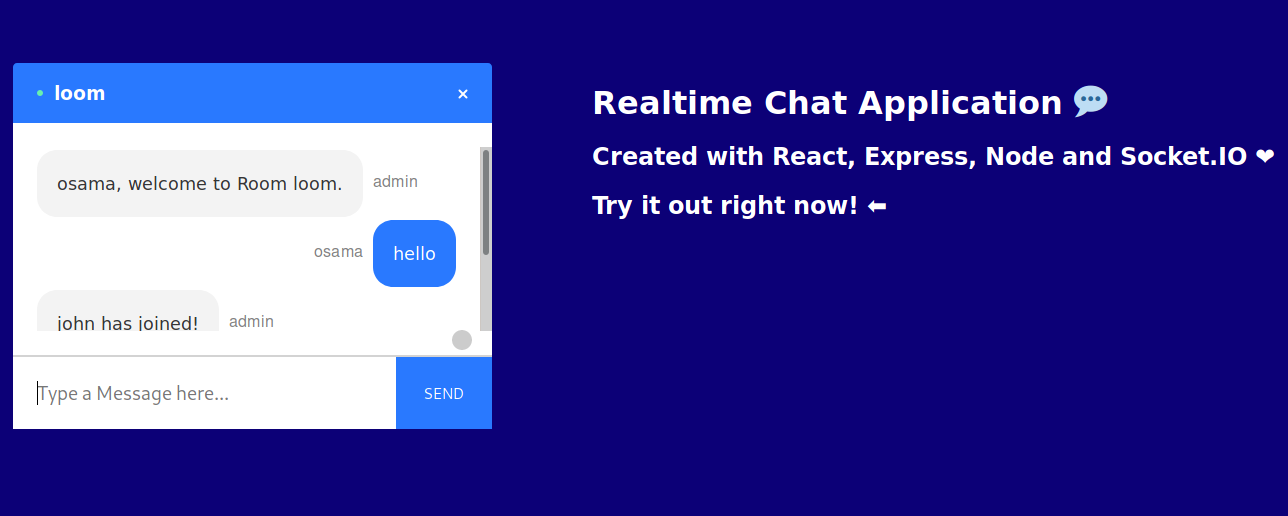 loom
osama, welcome to Room loom.
admin
osama
hello
john has joined!
admin
Type a Message here...
SEND
Realtime Chat Application 💬
Created with React, Express, Node and Socket.IO ❤
Try it out right now! ⬅